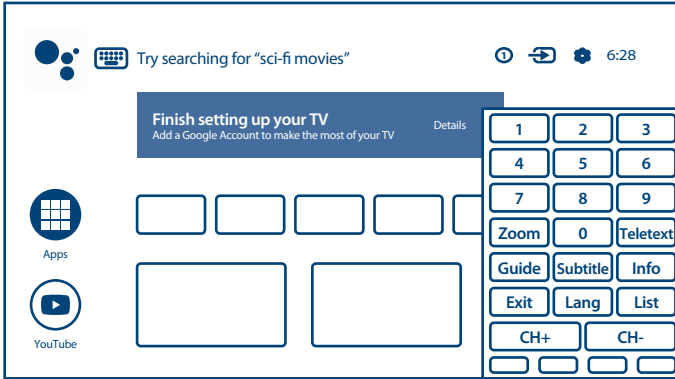 Try searching for “sci-fi movies”
1
6:28
Finish setting up your TV
Add a Google Account to make the most of your TV
Details
Apps
YouTube
1 2 3
4 5 6
7 8 9
Zoom 0 Teletext
Guide Subtitle Info
Exit Lang List
CH+ CH-